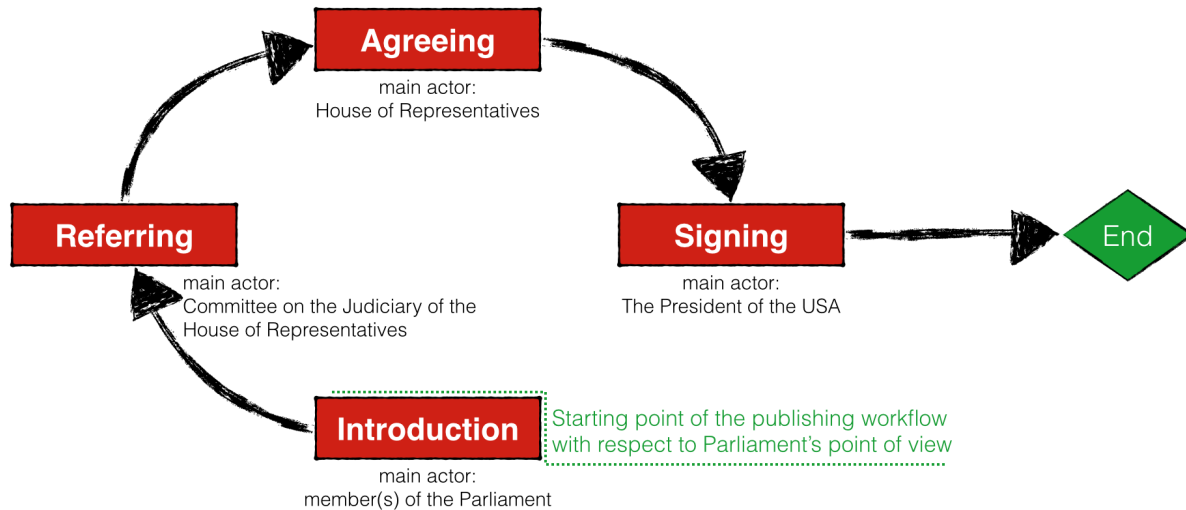 Agreeing
main actor:
House of Representatives
Referring
main actor:
Committee on the Judiciary of the
House of Representatives
Signing
main actor:
The President of the USA
End
Introduction
main actor:
member(s) of the Parliament
Starting point of the publishing workflow
with respect to Parliament's point of view